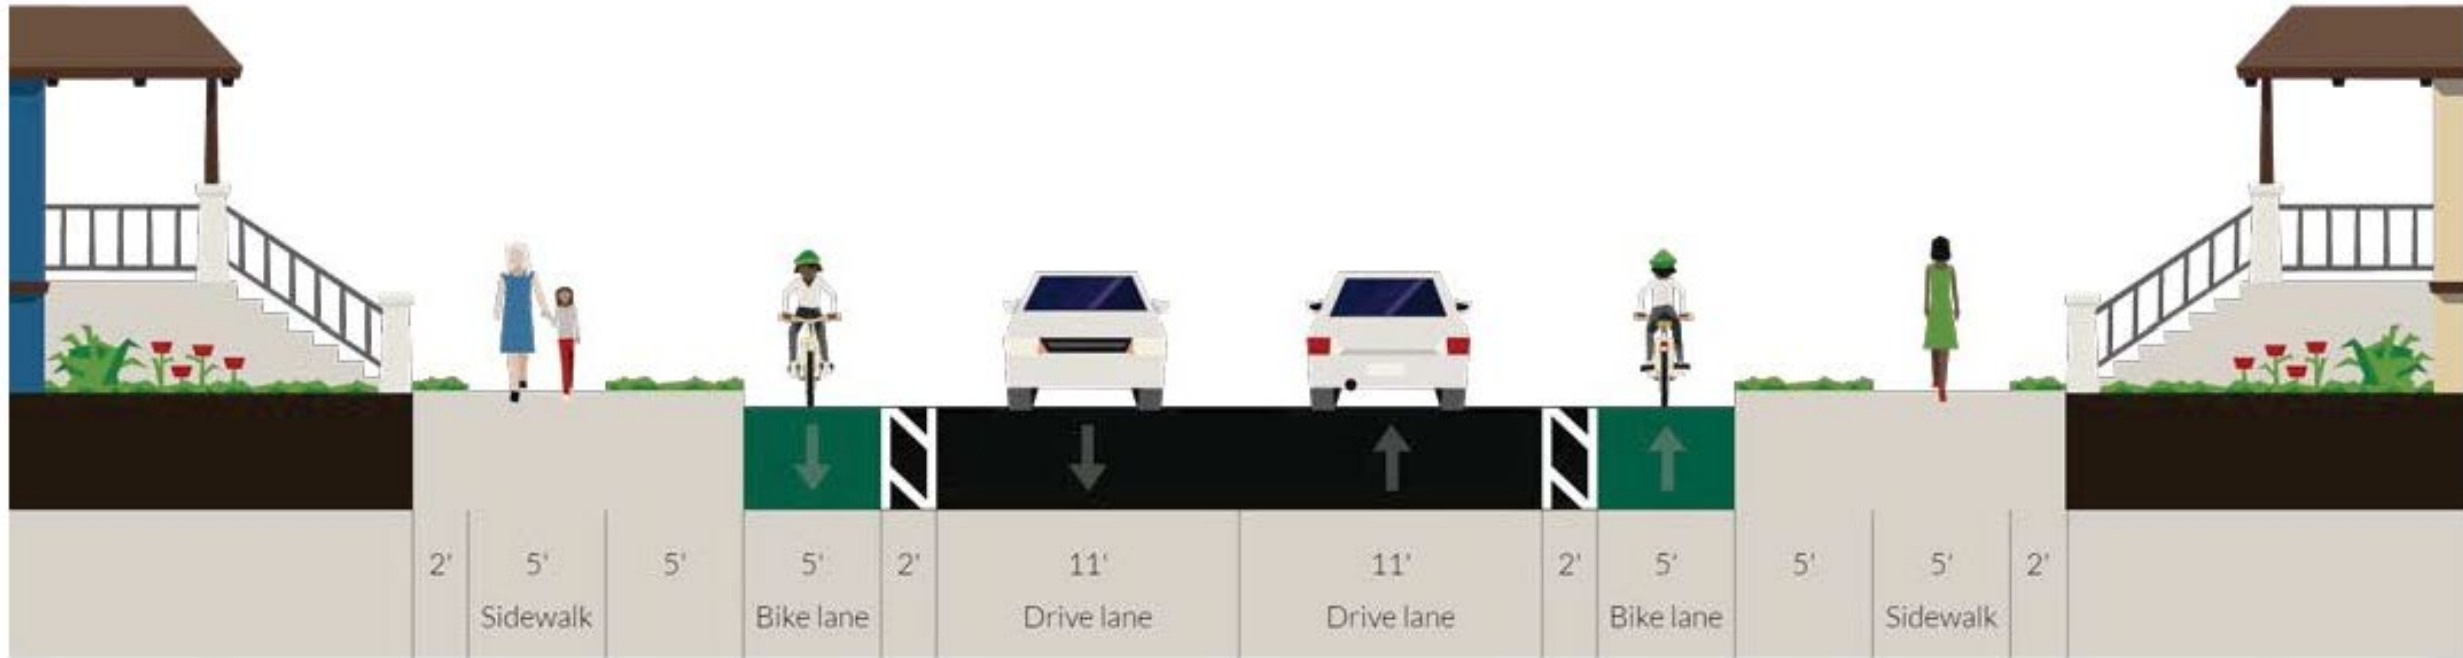 2' 5' 5' 5' 2' 11' 11' 2' 5' 5' 5' 2'
Sidewalk Bike lane Drive lane Drive lane Bike lane Sidewalk